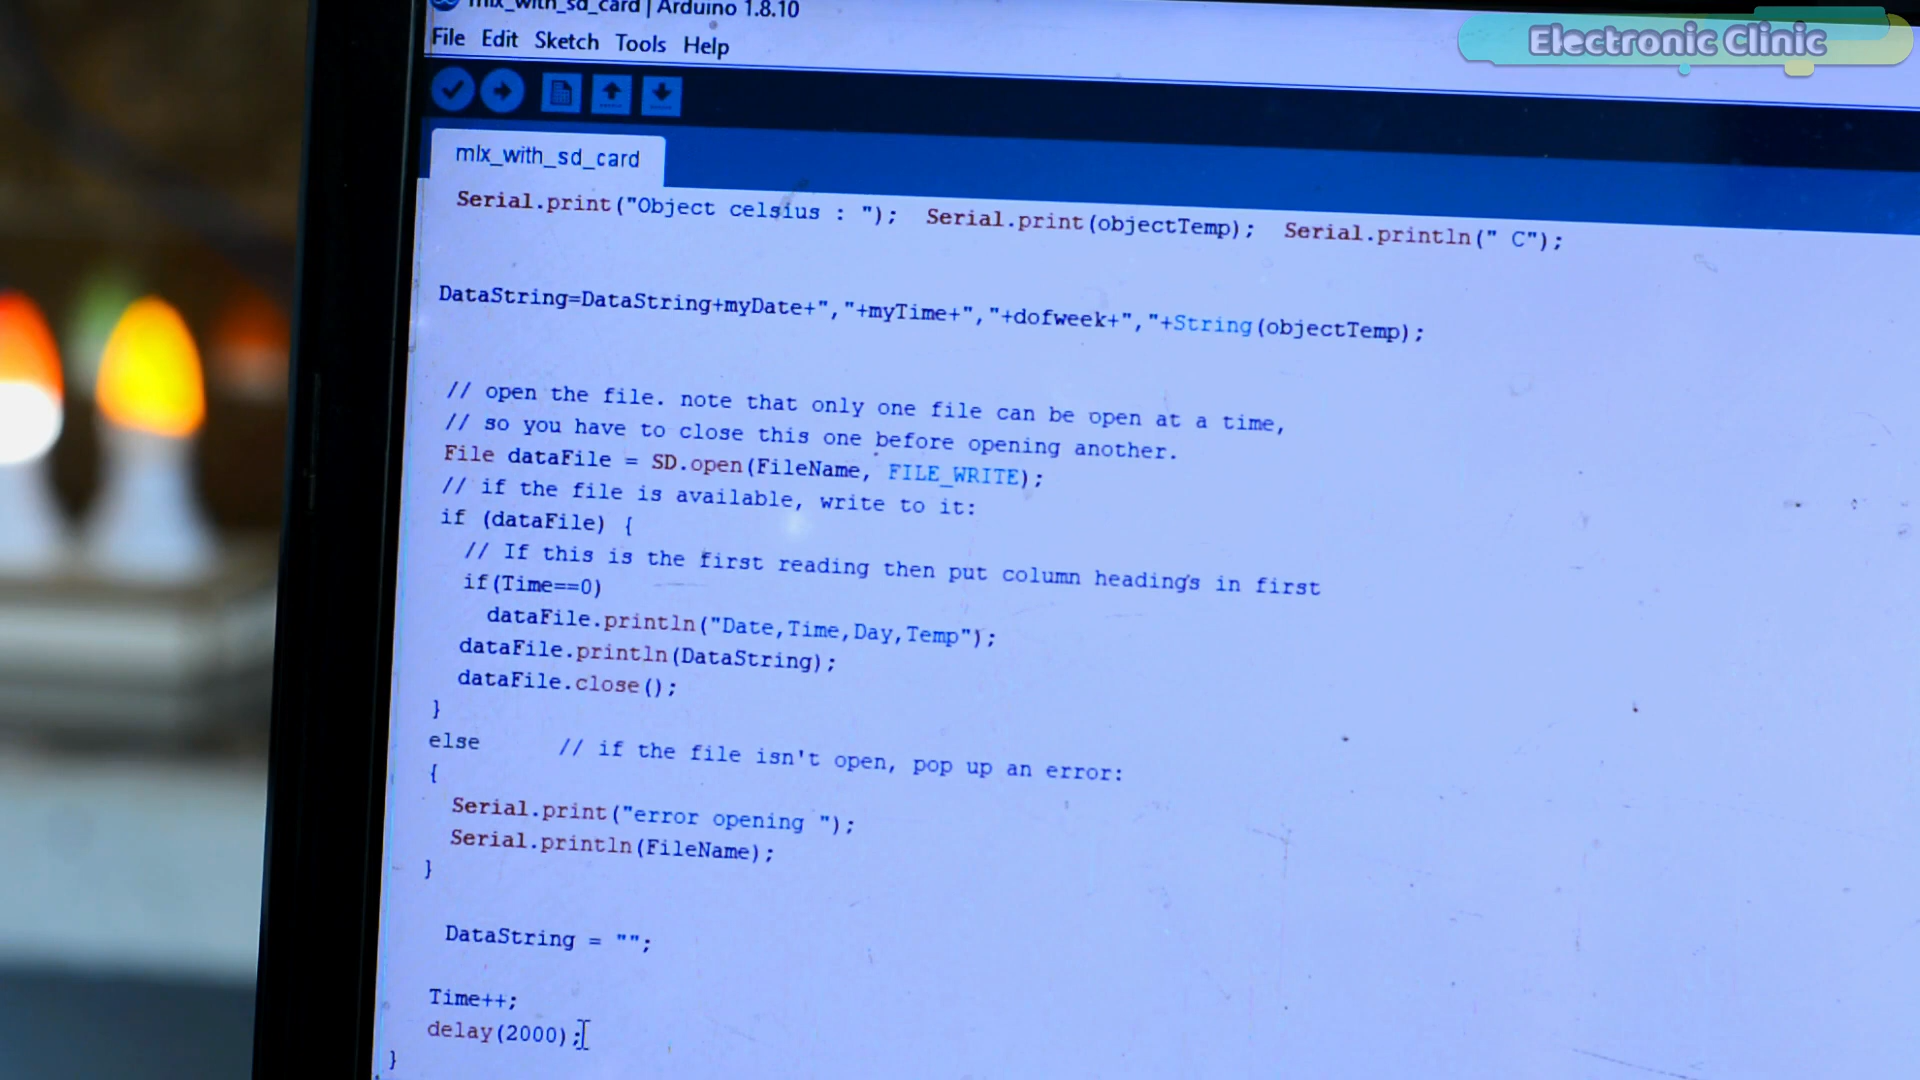 mlx_with_sd_card | Arduino 1.8.10
Electronic Clinic
File Edit Sketch Tools Help
mlx_with_sd_card
Serial.print("Object celsius : ");  Serial.print(objectTemp);  Serial.println(" C");
DataString=DataString+myDate+","+myTime+","+dofweek+","+String(objectTemp);
// open the file. note that only one file can be open at a time,
// so you have to close this one before opening another.
File dataFile = SD.open(FileName, FILE_WRITE);
// if the file is available, write to it:
if (dataFile) {
// If this is the first reading then put column headings in first
if(Time==0)
dataFile.println("Date,Time,Day,Temp");
dataFile.println(DataString);
dataFile.close();
}
else // if the file isn't open, pop up an error:
{
Serial.print("error opening ");
Serial.println(FileName);
}
DataString = "";
Time++;
delay(2000);
}